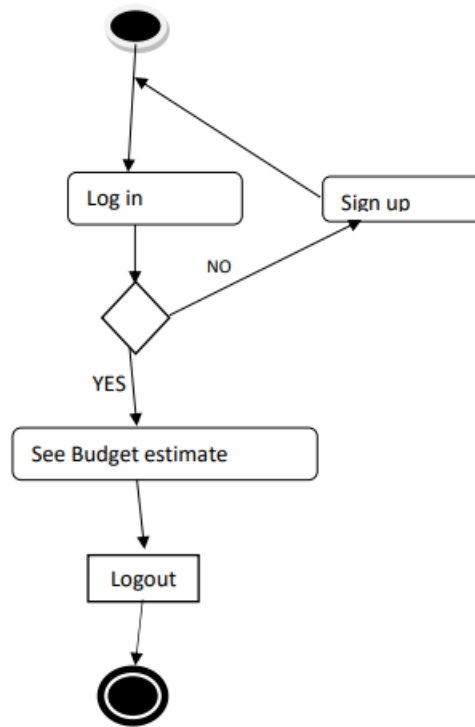 Log in
Sign up
NO
YES
See Budget estimate
Logout